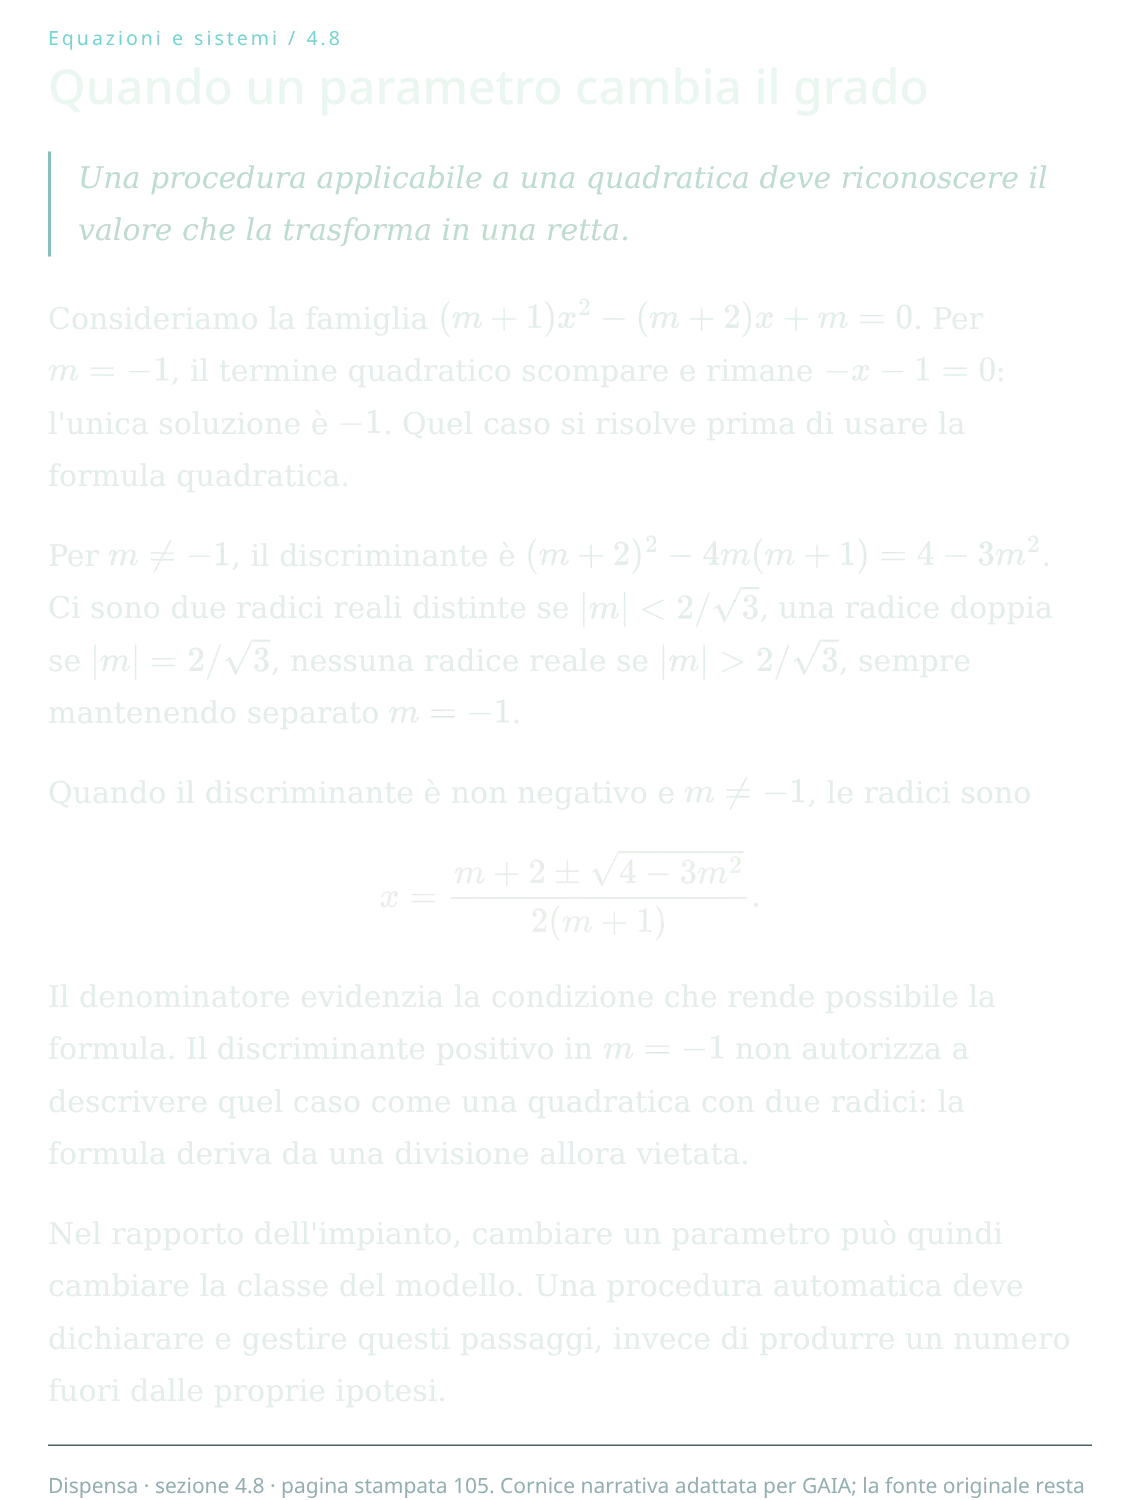 Equazioni e sistemi / 4.8
Quando un parametro cambia il grado
Una procedura applicabile a una quadratica deve riconoscere il
valore che la trasforma in una retta.
Consideriamo la famiglia (m + 1)x² − (m + 2)x + m = 0. Per
m = −1, il termine quadratico scompare e rimane −x − 1 = 0:
l'unica soluzione è −1. Quel caso si risolve prima di usare la
formula quadratica.
Per m ≠ −1, il discriminante è (m + 2)² − 4m(m + 1) = 4 − 3m².
Ci sono due radici reali distinte se |m| < 2/√3, una radice doppia
se |m| = 2/√3, nessuna radice reale se |m| > 2/√3, sempre
mantenendo separato m = −1.
Quando il discriminante è non negativo e m ≠ −1, le radici sono
x = (m + 2 ± √(4 − 3m²)) / (2(m + 1)).
Il denominatore evidenzia la condizione che rende possibile la
formula. Il discriminante positivo in m = −1 non autorizza a
descrivere quel caso come una quadratica con due radici: la
formula deriva da una divisione allora vietata.
Nel rapporto dell'impianto, cambiare un parametro può quindi
cambiare la classe del modello. Una procedura automatica deve
dichiarare e gestire questi passaggi, invece di produrre un numero
fuori dalle proprie ipotesi.
Dispensa · sezione 4.8 · pagina stampata 105. Cornice narrativa adattata per GAIA; la fonte originale resta